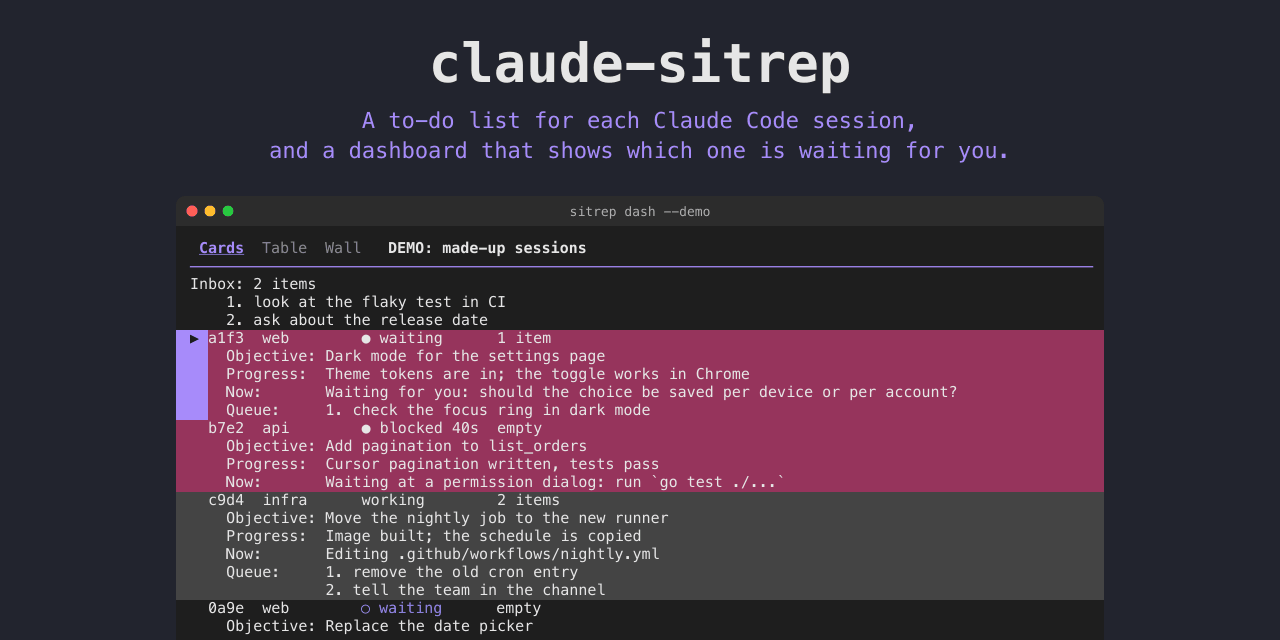 claude-sitrep
A to-do list for each Claude Code session,
and a dashboard that shows which one is waiting for you.
sitrep dash --demo
Cards Table Wall DEMO: made-up sessions
Inbox: 2 items
1. look at the flaky test in CI
2. ask about the release date
▶ a1f3 web ● waiting 1 item
Objective: Dark mode for the settings page
Progress: Theme tokens are in; the toggle works in Chrome
Now: Waiting for you: should the choice be saved per device or per account?
Queue: 1. check the focus ring in dark mode
b7e2 api ● blocked 40s empty
Objective: Add pagination to list_orders
Progress: Cursor pagination written, tests pass
Now: Waiting at a permission dialog: run `go test ./...`
c9d4 infra working 2 items
Objective: Move the nightly job to the new runner
Progress: Image built; the schedule is copied
Now: Editing .github/workflows/nightly.yml
Queue: 1. remove the old cron entry
2. tell the team in the channel
0a9e web ○ waiting empty
Objective: Replace the date picker